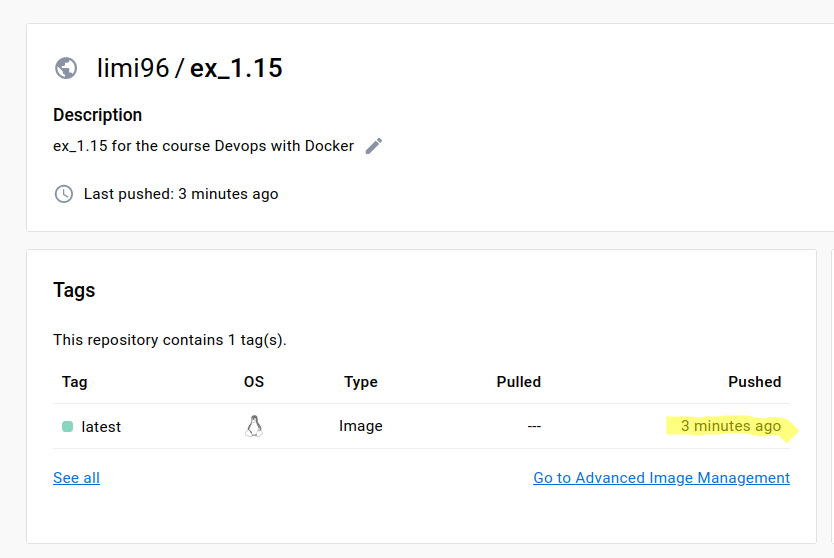 limi96 / ex_1.15
Description
ex_1.15 for the course Devops with Docker
Last pushed: 3 minutes ago
Tags
This repository contains 1 tag(s).
Tag OS Type Pulled Pushed
latest Image --- 3 minutes ago
See all Go to Advanced Image Management